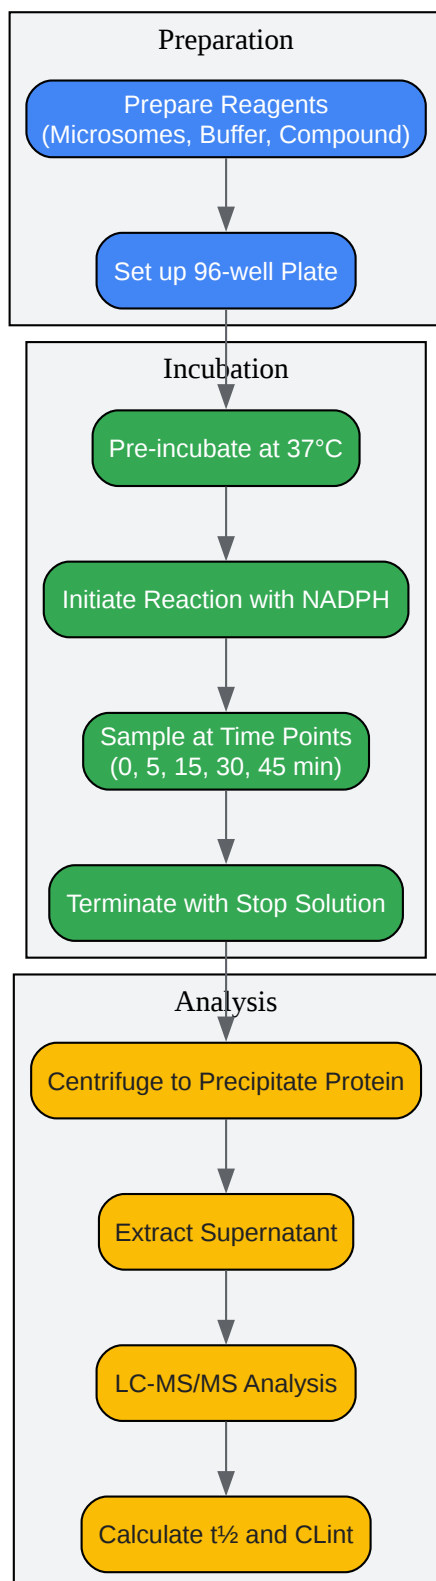 Preparation
Prepare Reagents
(Microsomes, Buffer, Compound)
Set up 96-well Plate
Incubation
Pre-incubate at 37°C
Initiate Reaction with NADPH
Sample at Time Points
(0, 5, 15, 30, 45 min)
Terminate with Stop Solution
Analysis
Centrifuge to Precipitate Protein
Extract Supernatant
LC-MS/MS Analysis
Calculate t½ and CLint